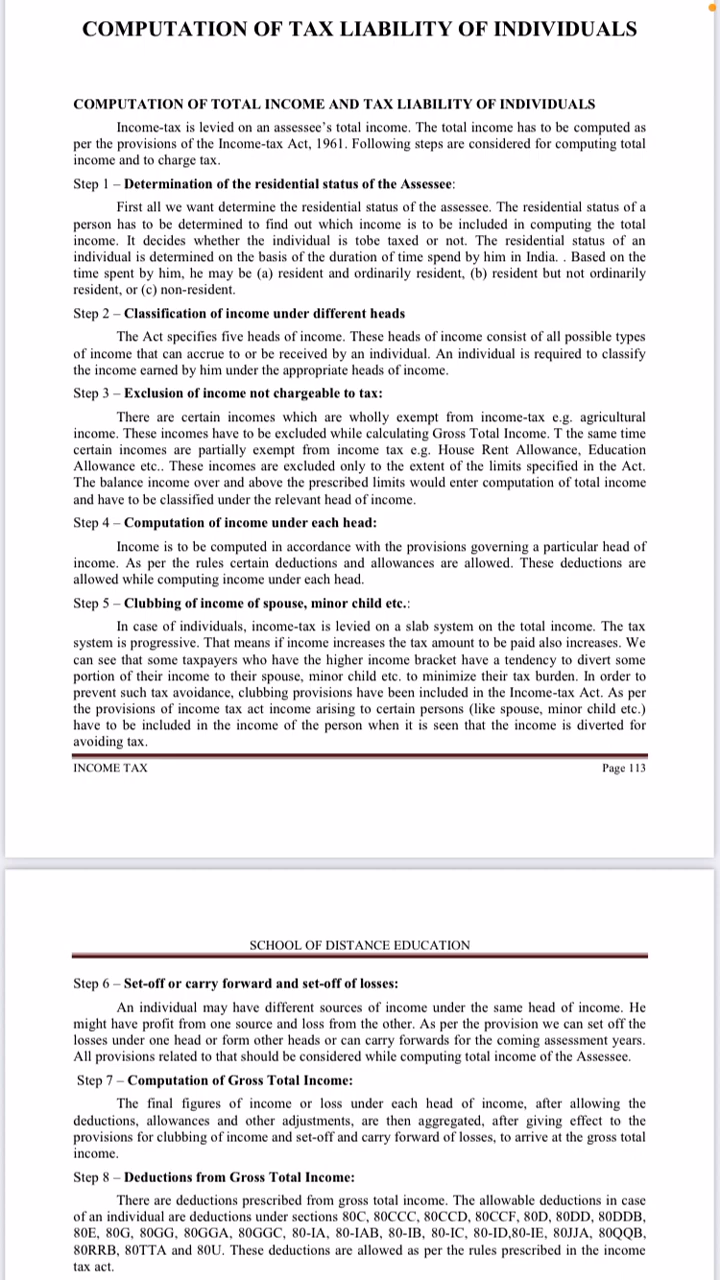 COMPUTATION OF TAX LIABILITY OF INDIVIDUALS
COMPUTATION OF TOTAL INCOME AND TAX LIABILITY OF INDIVIDUALS
Income-tax is levied on an assessee's total income. The total income has to be computed as
per the provisions of the Income-tax Act, 1961. Following steps are considered for computing total
income and to charge tax.
Step 1 – Determination of the residential status of the Assessee:
First all we want determine the residential status of the assessee. The residential status of a
person has to be determined to find out which income is to be included in computing the total
income. It decides whether the individual is tobe taxed or not. The residential status of an
individual is determined on the basis of the duration of time spend by him in India. . Based on the
time spent by him, he may be (a) resident and ordinarily resident, (b) resident but not ordinarily
resident, or (c) non-resident.
Step 2 – Classification of income under different heads
The Act specifies five heads of income. These heads of income consist of all possible types
of income that can accrue to or be received by an individual. An individual is required to classify
the income earned by him under the appropriate heads of income.
Step 3 – Exclusion of income not chargeable to tax:
There are certain incomes which are wholly exempt from income-tax e.g. agricultural
income. These incomes have to be excluded while calculating Gross Total Income. T the same time
certain incomes are partially exempt from income tax e.g. House Rent Allowance, Education
Allowance etc.. These incomes are excluded only to the extent of the limits specified in the Act.
The balance income over and above the prescribed limits would enter computation of total income
and have to be classified under the relevant head of income.
Step 4 – Computation of income under each head:
Income is to be computed in accordance with the provisions governing a particular head of
income. As per the rules certain deductions and allowances are allowed. These deductions are
allowed while computing income under each head.
Step 5 – Clubbing of income of spouse, minor child etc.:
In case of individuals, income-tax is levied on a slab system on the total income. The tax
system is progressive. That means if income increases the tax amount to be paid also increases. We
can see that some taxpayers who have the higher income bracket have a tendency to divert some
portion of their income to their spouse, minor child etc. to minimize their tax burden. In order to
prevent such tax avoidance, clubbing provisions have been included in the Income-tax Act. As per
the provisions of income tax act income arising to certain persons (like spouse, minor child etc.)
have to be included in the income of the person when it is seen that the income is diverted for
avoiding tax.
INCOME TAX Page 113
SCHOOL OF DISTANCE EDUCATION
Step 6 – Set-off or carry forward and set-off of losses:
An individual may have different sources of income under the same head of income. He
might have profit from one source and loss from the other. As per the provision we can set off the
losses under one head or form other heads or can carry forwards for the coming assessment years.
All provisions related to that should be considered while computing total income of the Assessee.
Step 7 – Computation of Gross Total Income:
The final figures of income or loss under each head of income, after allowing the
deductions, allowances and other adjustments, are then aggregated, after giving effect to the
provisions for clubbing of income and set-off and carry forward of losses, to arrive at the gross total
income.
Step 8 – Deductions from Gross Total Income:
There are deductions prescribed from gross total income. The allowable deductions in case
of an individual are deductions under sections 80C, 80CCC, 80CCD, 80CCF, 80D, 80DD, 80DDB,
80E, 80G, 80GG, 80GGA, 80GGC, 80-IA, 80-IAB, 80-IB, 80-IC, 80-ID,80-IE, 80JJA, 80QQB,
80RRB, 80TTA and 80U. These deductions are allowed as per the rules prescribed in the income
tax act.